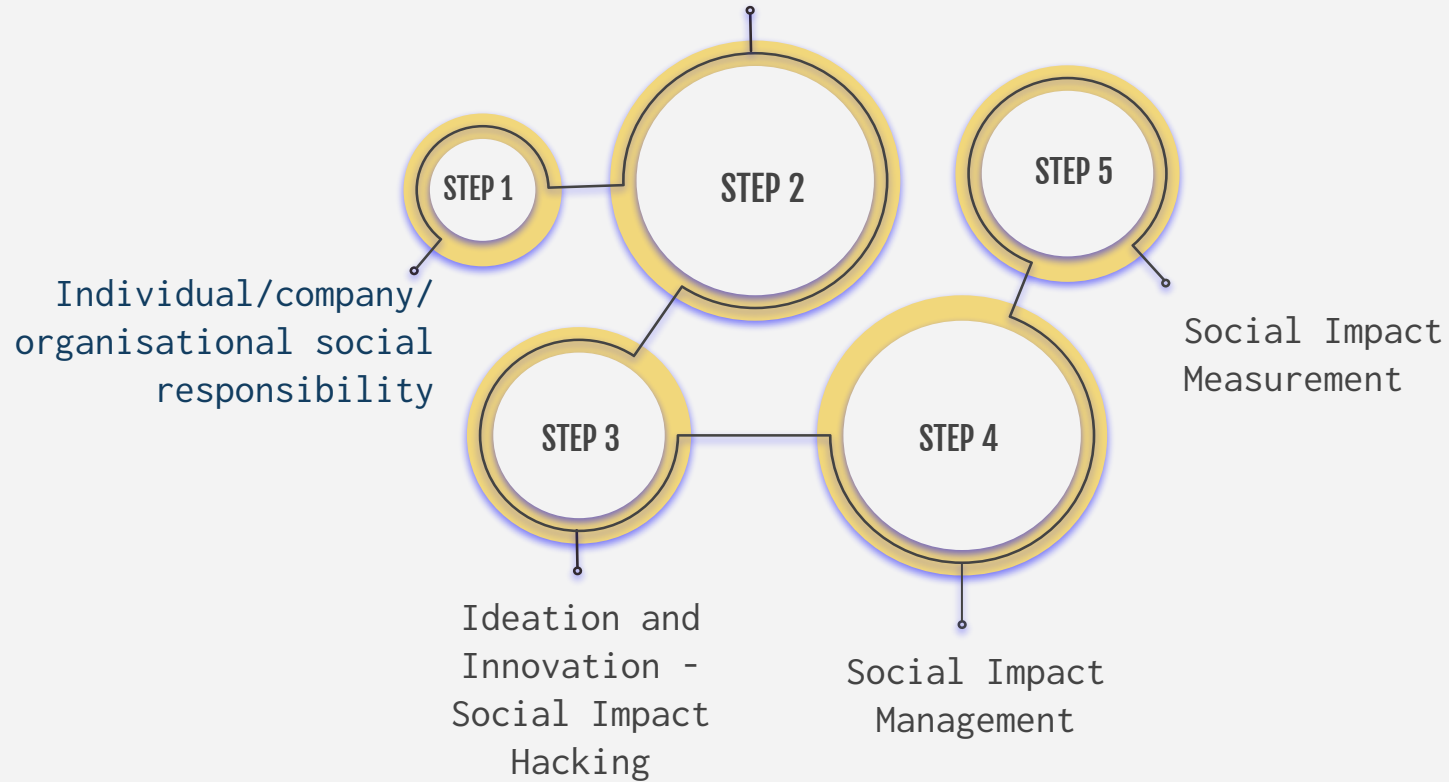 STEP 1
Individual/company/
organisational social
responsibility
STEP 2
STEP 3
Ideation and
Innovation -
Social Impact
Hacking
STEP 4
Social Impact
Management
STEP 5
Social Impact
Measurement